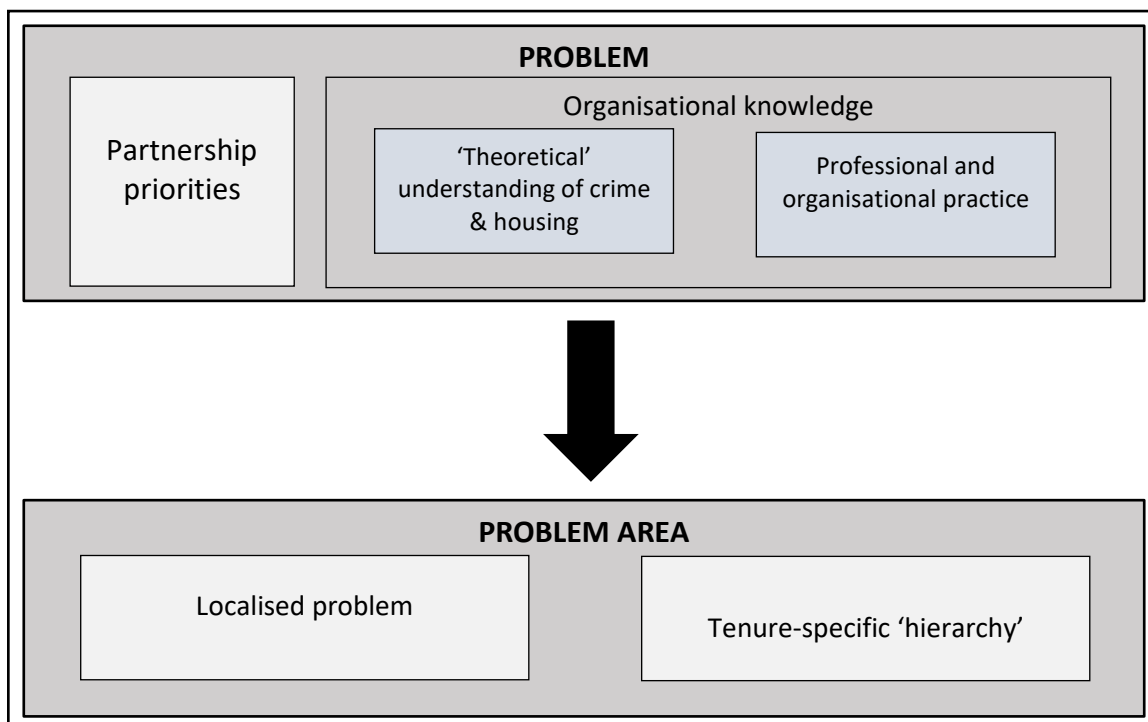 PROBLEM
Partnership
priorities
Organisational knowledge
‘Theoretical’
understanding of crime
& housing
Professional and
organisational practice
PROBLEM AREA
Localised problem
Tenure-specific ‘hierarchy’